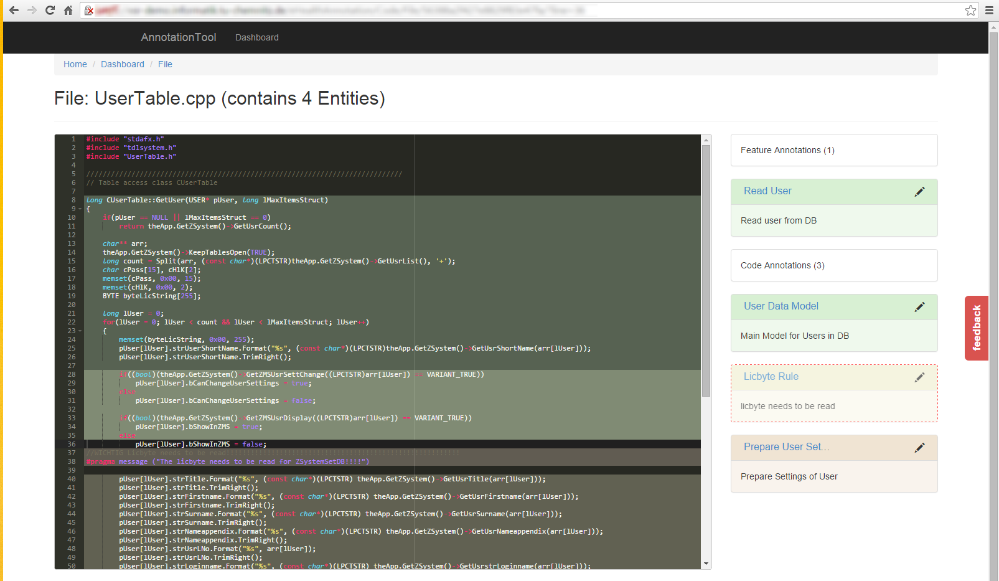 AnnotationTool Dashboard
Home / Dashboard / File
File: UserTable.cpp (contains 4 Entities)
1 #include "stdafx.h"
2 #include "tdlsystem.h"
3 #include "UserTable.h"
4
5 /////////////////////////////////////////////////////////////////////////////
6 // Table access class CUserTable
7
8 long CUserTable::GetUser(USER* pUser, long lMaxItemsStruct)
9 {
10 if(pUser == NULL || lMaxItemsStruct == 0)
11 return theApp.GetZSystem()->GetUsrCount();
12
13 char** arr;
14 theApp.GetZSystem()->KeepTablesOpen(TRUE);
15 long count = Split(arr, (const char*)(LPCTSTR)theApp.GetZSystem()->GetUsrList(), '+');
16 char cPass[15], cHlK[2];
17 memset(cPass, 0x00, 15);
18 memset(cHlK, 0x00, 2);
19 BYTE byteLicString[255];
20
21 long lUser = 0;
22 for(lUser = 0; lUser < count && lUser < lMaxItemsStruct; lUser++)
23 {
24 memset(byteLicString, 0x00, 255);
25 pUser[lUser].strUserShortName.Format("%s", (const char*)(LPCTSTR)theApp.GetZSystem()->GetUsrShortName(arr[lUser]));
26 pUser[lUser].strUserShortName.TrimRight();
27
28 if((bool)(theApp.GetZSystem()->GetZMSUsrSettChange((LPCTSTR)arr[lUser]) == VARIANT_TRUE))
29 pUser[lUser].bCanChangeUserSettings = true;
30 else
31 pUser[lUser].bCanChangeUserSettings = false;
32
33 if((bool)(theApp.GetZSystem()->GetZMSUsrDisplay((LPCTSTR)arr[lUser]) == VARIANT_TRUE))
34 pUser[lUser].bShowInZMS = true;
35 else
36 pUser[lUser].bShowInZMS = false;
37 //WICHTIG Licbyte needs to be read!!!!!!!!!!!!!!!!!!!!!!!!!!!!!!!!!!!!!!!!!!!!!!!!!!!!!!!!!
38 #pragma message ("The licbyte needs to be read for ZSystemSetDB!!!!")
39
40 pUser[lUser].strTitle.Format("%s", (const char*)(LPCTSTR) theApp.GetZSystem()->GetUsrTitle(arr[lUser]));
41 pUser[lUser].strTitle.TrimRight();
42 pUser[lUser].strFirstname.Format("%s", (const char*)(LPCTSTR) theApp.GetZSystem()->GetUsrFirstname(arr[lUser]));
43 pUser[lUser].strFirstname.TrimRight();
44 pUser[lUser].strSurname.Format("%s", (const char*)(LPCTSTR) theApp.GetZSystem()->GetUsrSurname(arr[lUser]));
45 pUser[lUser].strSurname.TrimRight();
46 pUser[lUser].strNameappendix.Format("%s", (const char*)(LPCTSTR) theApp.GetZSystem()->GetUsrNameappendix(arr[lUser]));
47 pUser[lUser].strNameappendix.TrimRight();
48 pUser[lUser].strUsrLNo.Format("%s", arr[lUser]);
49 pUser[lUser].strUsrLNo.TrimRight();
50 pUser[lUser].strLoginname.Format("%s", (const char*)(LPCTSTR) theApp.GetZSystem()->GetUsrstrLoginname(arr[lUser]));
Feature Annotations (1)
Read User
Read user from DB
Code Annotations (3)
User Data Model
Main Model for Users in DB
Licbyte Rule
licbyte needs to be read
Prepare User Set...
Prepare Settings of User
feedback